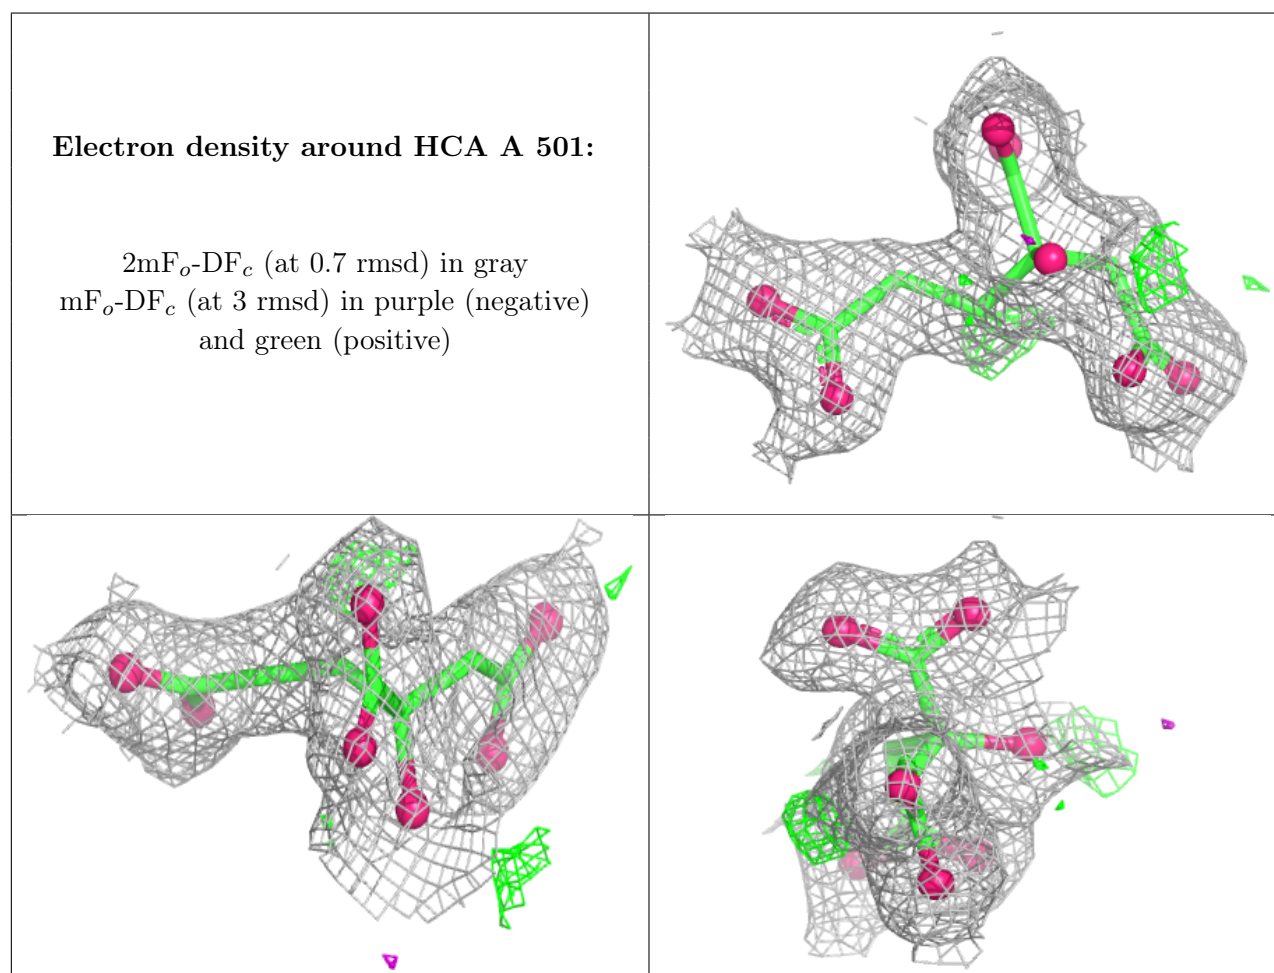 Electron density around HCA A 501:
2mFo-DFc (at 0.7 rmsd) in gray
mFo-DFc (at 3 rmsd) in purple (negative)
and green (positive)